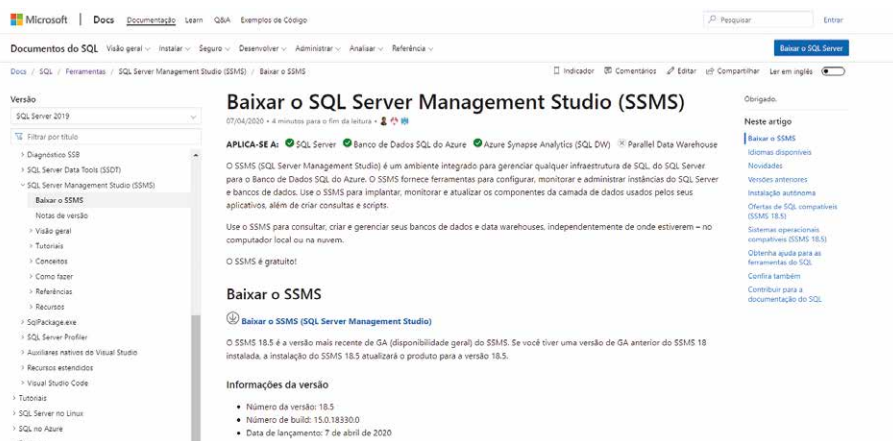 Microsoft | Docs Documentação Learn Q&A Exemplos de Código Pesquisar Entrar
Documentos do SQL Visão geral Instalar Seguro Desenvolver Administrar Analisar Referência Baixar o SQL Server
Docs / SQL / Ferramentas / SQL Server Management Studio (SSMS) / Baixar o SSMS Indicador Comentários Editar Compartilhar Ler em inglês
Versão
SQL Server 2019
Filtrar por título
Diagnóstico SSB
SQL Server Data Tools (SSDT)
SQL Server Management Studio (SSMS)
Baixar o SSMS
Notas de versão
Visão geral
Tutoriais
Conceitos
Como fazer
Referências
Recursos
SqlPackage.exe
SQL Server Profiler
Auxiliares nativos do Visual Studio
Recursos estendidos
Visual Studio Code
Tutoriais
SQL Server no Linux
SQL no Azure
Baixar o SQL Server Management Studio (SSMS)
07/04/2020 • 4 minutos para o fim da leitura •
APLICA-SE A: SQL Server Banco de Dados SQL do Azure Azure Synapse Analytics (SQL DW) Parallel Data Warehouse
O SSMS (SQL Server Management Studio) é um ambiente integrado para gerenciar qualquer infraestrutura de SQL, do SQL Server
para o Banco de Dados SQL do Azure. O SSMS fornece ferramentas para configurar, monitorar e administrar instâncias do SQL Server
e bancos de dados. Use o SSMS para implantar, monitorar e atualizar os componentes da camada de dados usados pelos seus
aplicativos, além de criar consultas e scripts.
Use o SSMS para consultar, criar e gerenciar seus bancos de dados e data warehouses, independentemente de onde estiverem – no
computador local ou na nuvem.
O SSMS é gratuito!
Baixar o SSMS
Baixar o SSMS (SQL Server Management Studio)
O SSMS 18.5 é a versão mais recente de GA (disponibilidade geral) do SSMS. Se você tiver uma versão de GA anterior do SSMS 18
instalada, a instalação do SSMS 18.5 atualizará o produto para a versão 18.5.
Informações da versão
• Número da versão: 18.5
• Número de build: 15.0.18330.0
• Data de lançamento: 7 de abril de 2020
Obrigado.
Neste artigo
Baixar o SSMS
Idiomas disponíveis
Novidades
Versões anteriores
Instalação autônoma
Ofertas de SQL compatíveis
(SSMS 18.5)
Sistemas operacionais
compatíveis (SSMS 18.5)
Obtenha ajuda para as
ferramentas do SQL
Confira também
Contribuir para a
documentação do SQL